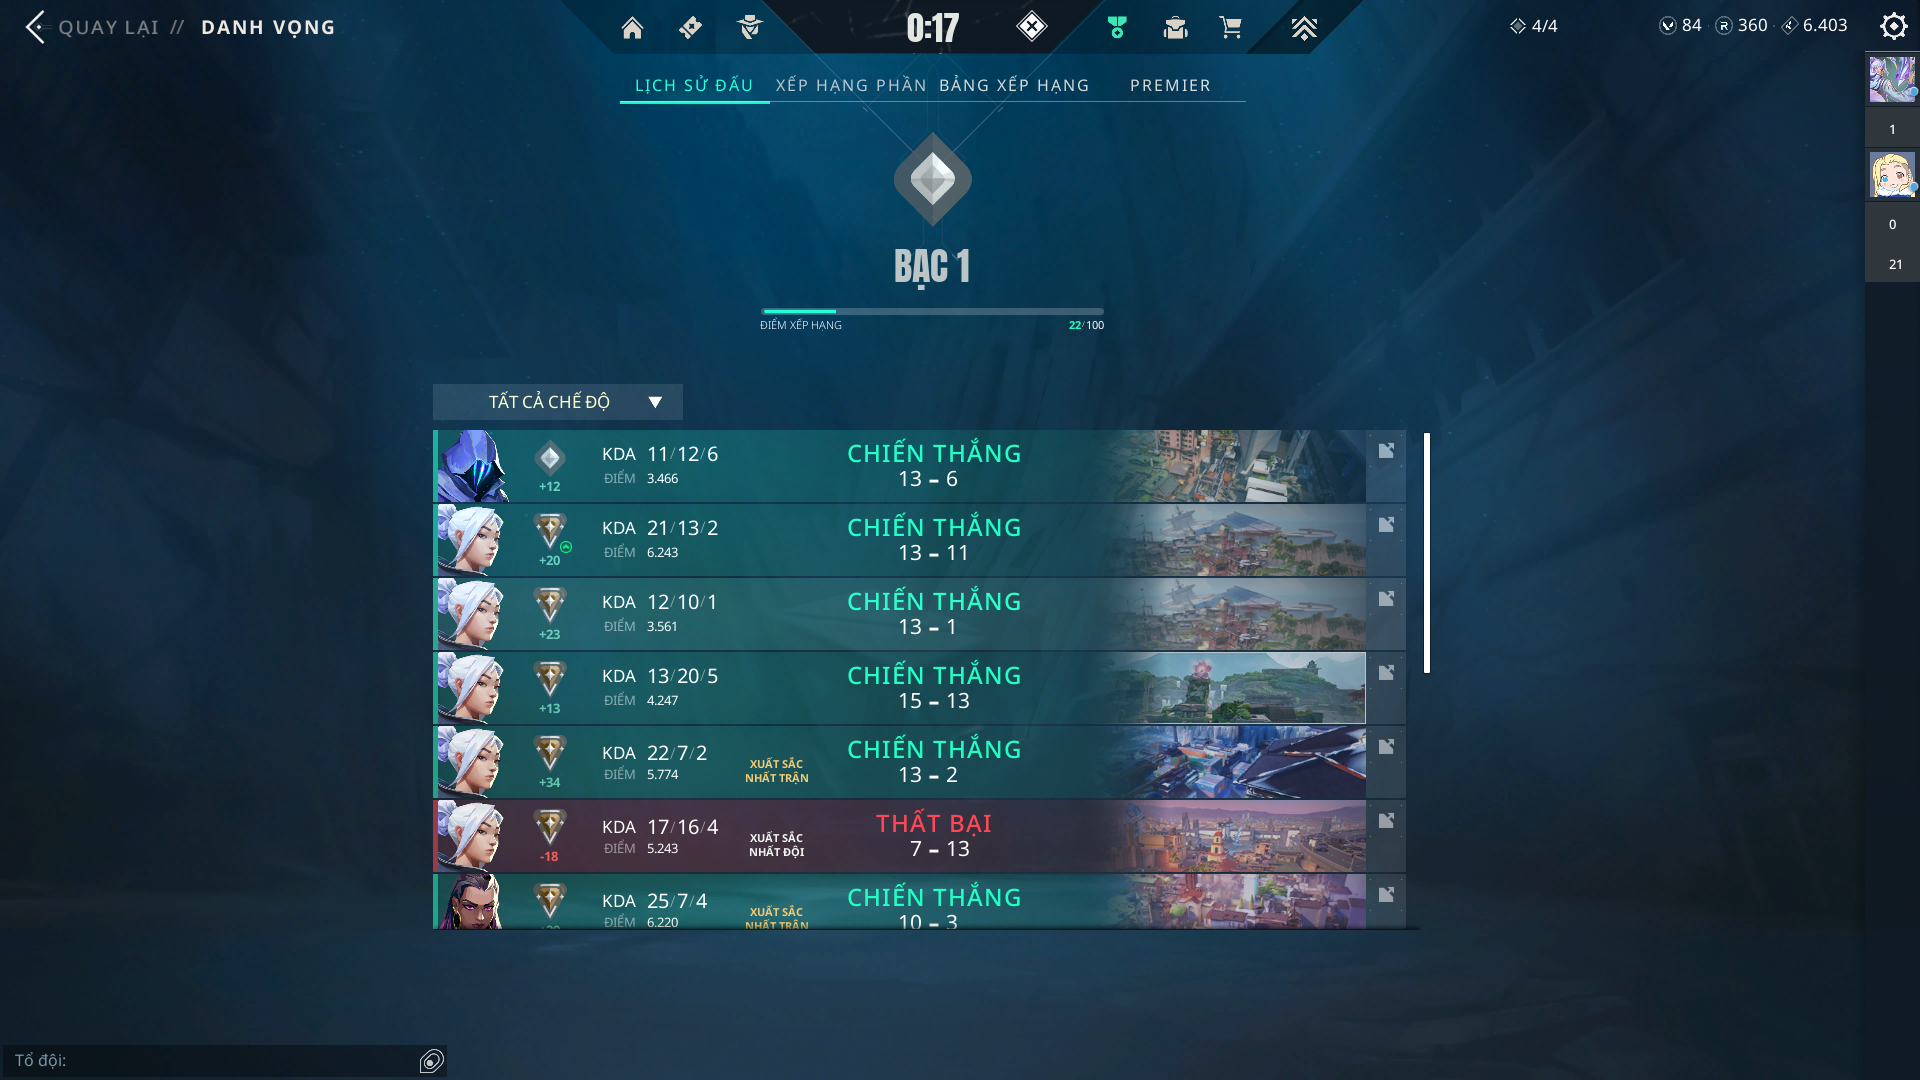 QUAY LẠI // DANH VỌNG
0:17
4/4
84 · 360 · 6.403
LỊCH SỬ ĐẤU
XẾP HẠNG PHẦN
BẢNG XẾP HẠNG
PREMIER
1
0
21
BẠC 1
ĐIỂM XẾP HẠNG
22/100
TẤT CẢ CHẾ ĐỘ
+12
KDA 11/12/6
ĐIỂM 3.466
CHIẾN THẮNG
13 – 6
+20
KDA 21/13/2
ĐIỂM 6.243
CHIẾN THẮNG
13 – 11
+23
KDA 12/10/1
ĐIỂM 3.561
CHIẾN THẮNG
13 – 1
+13
KDA 13/20/5
ĐIỂM 4.247
CHIẾN THẮNG
15 – 13
+34
KDA 22/7/2
ĐIỂM 5.774
XUẤT SẮC
NHẤT TRẬN
CHIẾN THẮNG
13 – 2
-18
KDA 17/16/4
ĐIỂM 5.243
XUẤT SẮC
NHẤT ĐỘI
THẤT BẠI
7 – 13
KDA 25/7/4
ĐIỂM 6.220
XUẤT SẮC
NHẤT TRẬN
CHIẾN THẮNG
10 – 3
Tổ đội: